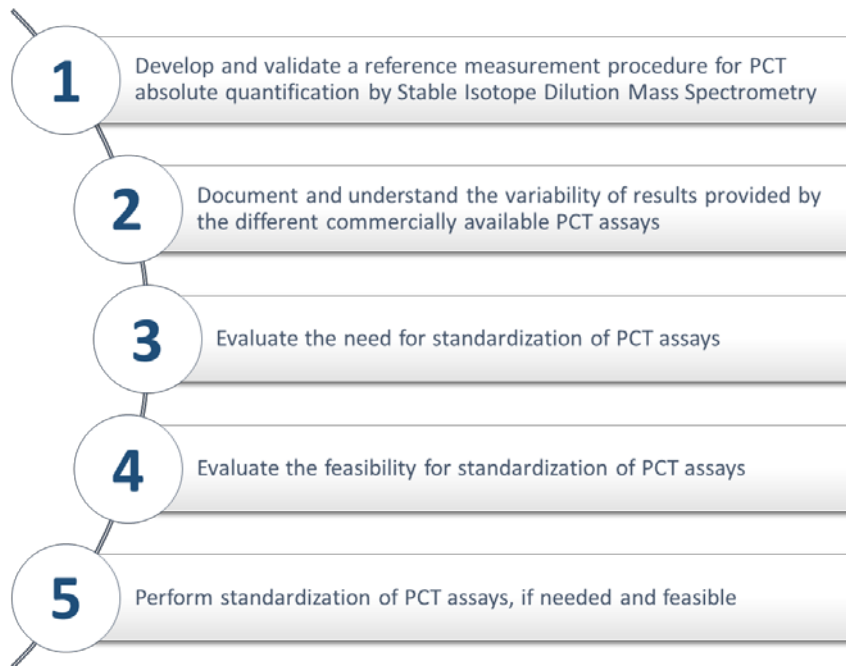 1
Develop and validate a reference measurement procedure for PCT
absolute quantification by Stable Isotope Dilution Mass Spectrometry
2
Document and understand the variability of results provided by
the different commercially available PCT assays
3
Evaluate the need for standardization of PCT assays
4
Evaluate the feasibility for standardization of PCT assays
5
Perform standardization of PCT assays, if needed and feasible